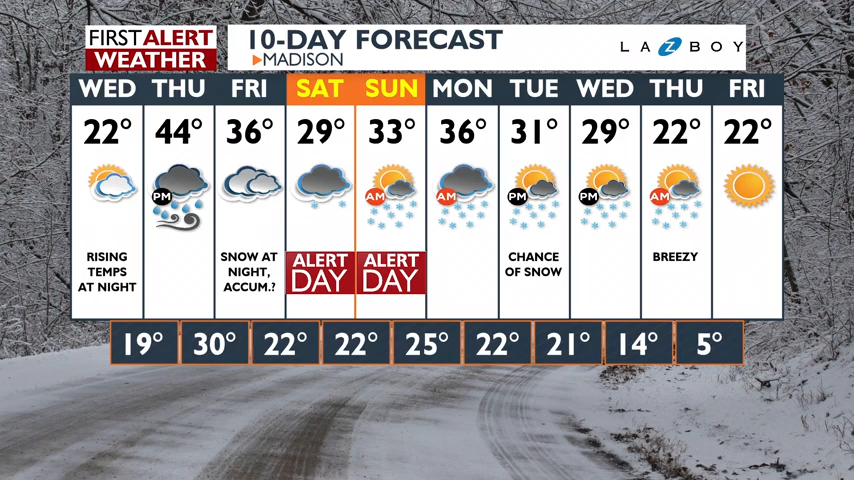 FIRST ALERT
WEATHER
10-DAY FORECAST
MADISON
LA Z BOY
WED THU FRI SAT SUN MON TUE WED THU FRI
22° 44° 36° 29° 33° 36° 31° 29° 22° 22°
PM AM AM PM PM AM
RISING
TEMPS
AT NIGHT
SNOW AT
NIGHT,
ACCUM.?
ALERT
DAY
ALERT
DAY
CHANCE
OF SNOW
BREEZY
19° 30° 22° 22° 25° 22° 21° 14° 5°